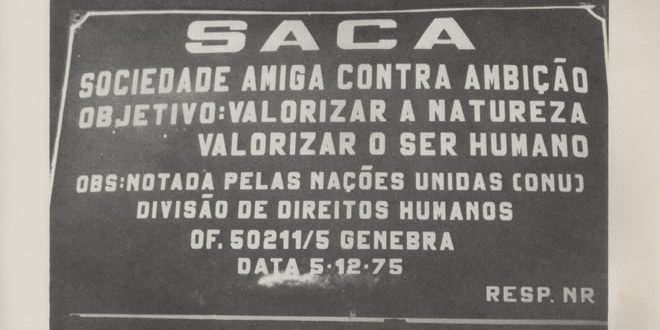 SACA
SOCIEDADE AMIGA CONTRA AMBIÇÃO
OBJETIVO:VALORIZAR A NATUREZA
VALORIZAR O SER HUMANO
OBS:NOTADA PELAS NAÇÕES UNIDAS (ONU)
DIVISÃO DE DIREITOS HUMANOS
OF. 50211/5 GENEBRA
DATA 5·12·75
RESP. NR